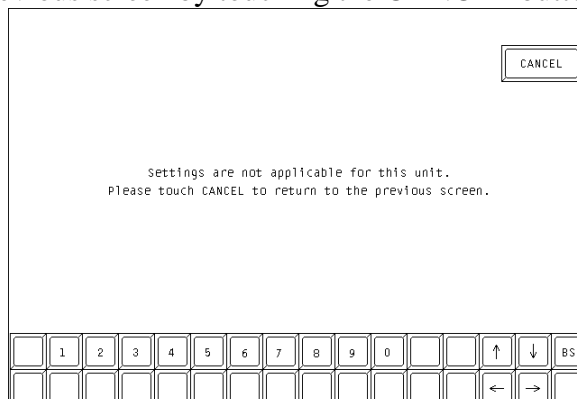 CANCEL
Settings are not applicable for this unit.
Please touch CANCEL to return to the previous screen.
1 2 3 4 5 6 7 8 9 0 ↑ ↓ BS
← →